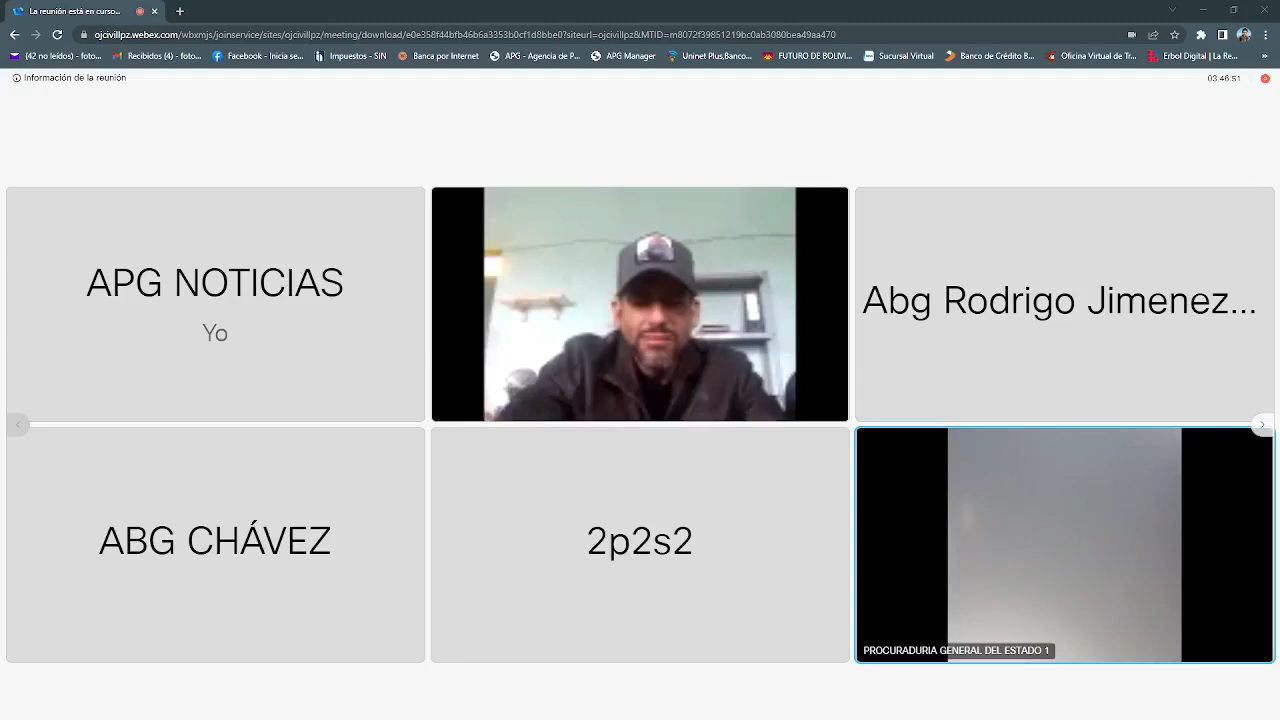 La reunión está en curso...
ojcivillpz.webex.com/wbxmjs/joinservice/sites/ojcivillpz/meeting/download/e0e358f44bfb46b6a3353a0cf1d9bbe0?siteurl=ojcivillpz&MTID=m8072f39851219bc0ab3080bea49aa470
(42 no leídos) - foto... Recibidos (4) - foto... Facebook - Inicia se... Impuestos - SIN Banca por Internet APG - Agencia de P... APG Manager Uninet Plus,Banco... FUTURO DE BOLIVI... Sucursal Virtual Banco de Crédito B... Oficina Virtual de Tr... Erbol Digital | La Re... »
Información de la reunión 03:46:51
APG NOTICIAS
Yo
Abg Rodrigo Jimenez...
ABG CHÁVEZ
2p2s2
PROCURADURIA GENERAL DEL ESTADO 1